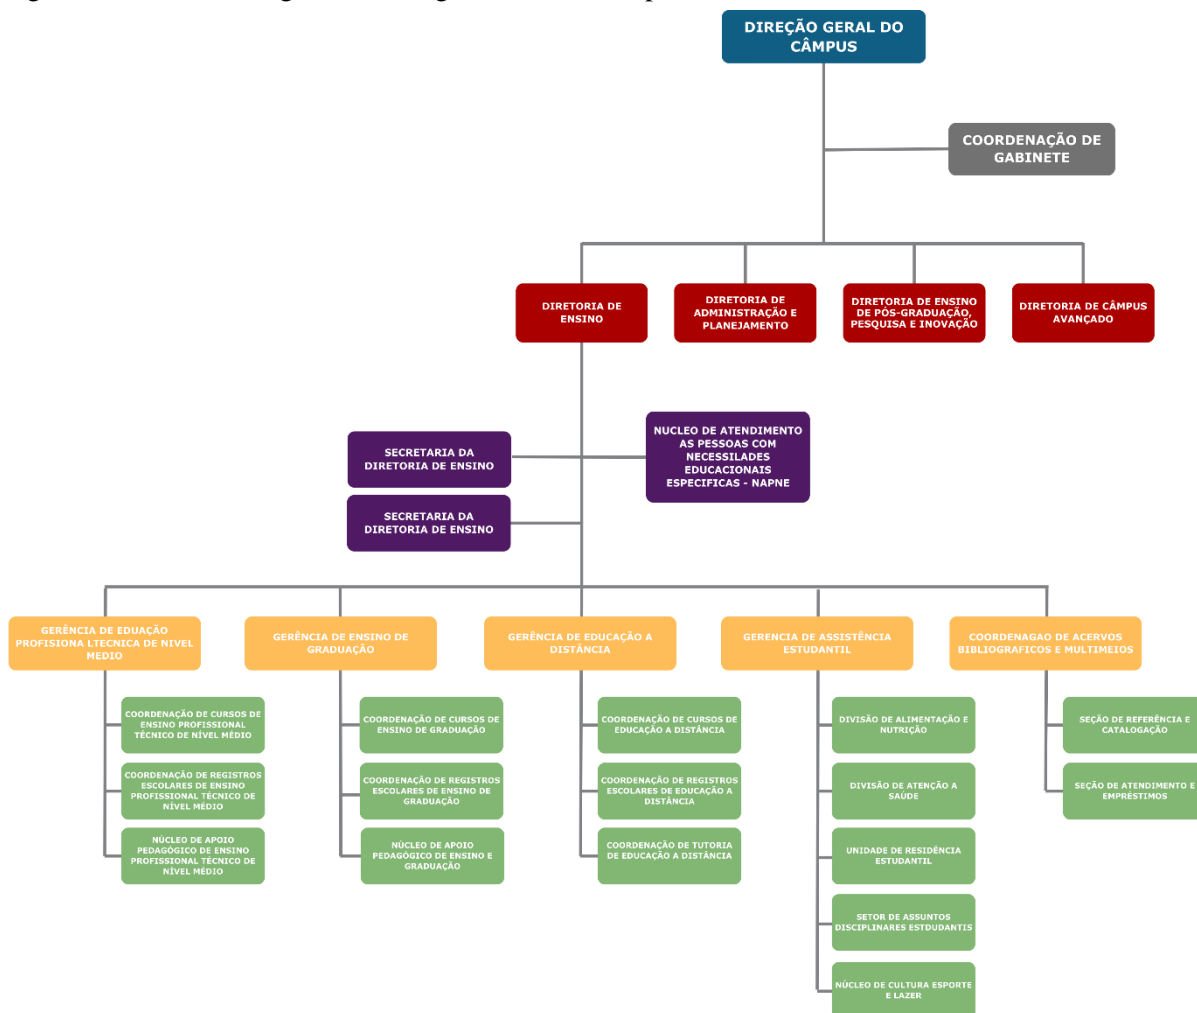 DIREÇÃO GERAL DO
CÂMPUS
COORDENAÇÃO DE
GABINETE
DIRETORIA DE
ENSINO
DIRETORIA DE
ADMINISTRAÇÃO E
PLANEJAMENTO
DIRETORIA DE ENSINO
DE PÓS-GRADUAÇÃO,
PESQUISA E INOVAÇÃO
DIRETORIA DE CÂMPUS
AVANÇADO
SECRETARIA DA
DIRETORIA DE ENSINO
NUCLEO DE ATENDIMENTO
AS PESSOAS COM
NECESSILADES
EDUCACIONAIS
ESPECIFICAS - NAPNE
SECRETARIA DA
DIRETORIA DE ENSINO
GERÊNCIA DE EDUAÇÃO
PROFISIONA LTECNICA DE NIVEL
MEDIO
GERÊNCIA DE ENSINO DE
GRADUAÇÃO
GERÊNCIA DE EDUCAÇÃO A
DISTÂNCIA
GERENCIA DE ASSISTÊNCIA
ESTUDANTIL
COORDENAGAO DE ACERVOS
BIBLIOGRAFICOS E MULTIMEIOS
COORDENAÇÃO DE CURSOS DE
ENSINO PROFISSIONAL
TÉCNICO DE NÍVEL MÉDIO
COORDENAÇÃO DE REGISTROS
ESCOLARES DE ENSINO
PROFISSIONAL TÉCNICO DE
NÍVEL MÉDIO
NÚCLEO DE APOIO
PEDAGÓGICO DE ENSINO
PROFISSIONAL TÉCNICO DE
NÍVEL MÉDIO
COORDENAÇÃO DE CURSOS DE
ENSINO DE GRADUAÇÃO
COORDENAÇÃO DE REGISTROS
ESCOLARES DE ENSINO DE
GRADUAÇÃO
NÚCLEO DE APOIO
PEDAGÓGICO DE ENSINO E
GRADUAÇÃO
COORDENAÇÃO DE CURSOS DE
EDUCAÇÃO A DISTÂNCIA
COORDENAÇÃO DE REGISTROS
ESCOLARES DE EDUCAÇÃO A
DISTÂNCIA
COORDENAÇÃO DE TUTORIA
DE EDUCAÇÃO A DISTÂNCIA
DIVISÃO DE ALIMENTAÇÃO E
NUTRIÇÃO
DIVISÃO DE ATENÇÃO A
SAÚDE
UNIDADE DE RESIDÊNCIA
ESTUDANTIL
SETOR DE ASSUNTOS
DISCIPLINARES ESTDUDANTIS
NÚCLEO DE CULTURA ESPORTE
E LAZER
SEÇÃO DE REFERÊNCIA E
CATALOGAÇÃO
SEÇÃO DE ATENDIMENTO E
EMPRÉSTIMOS